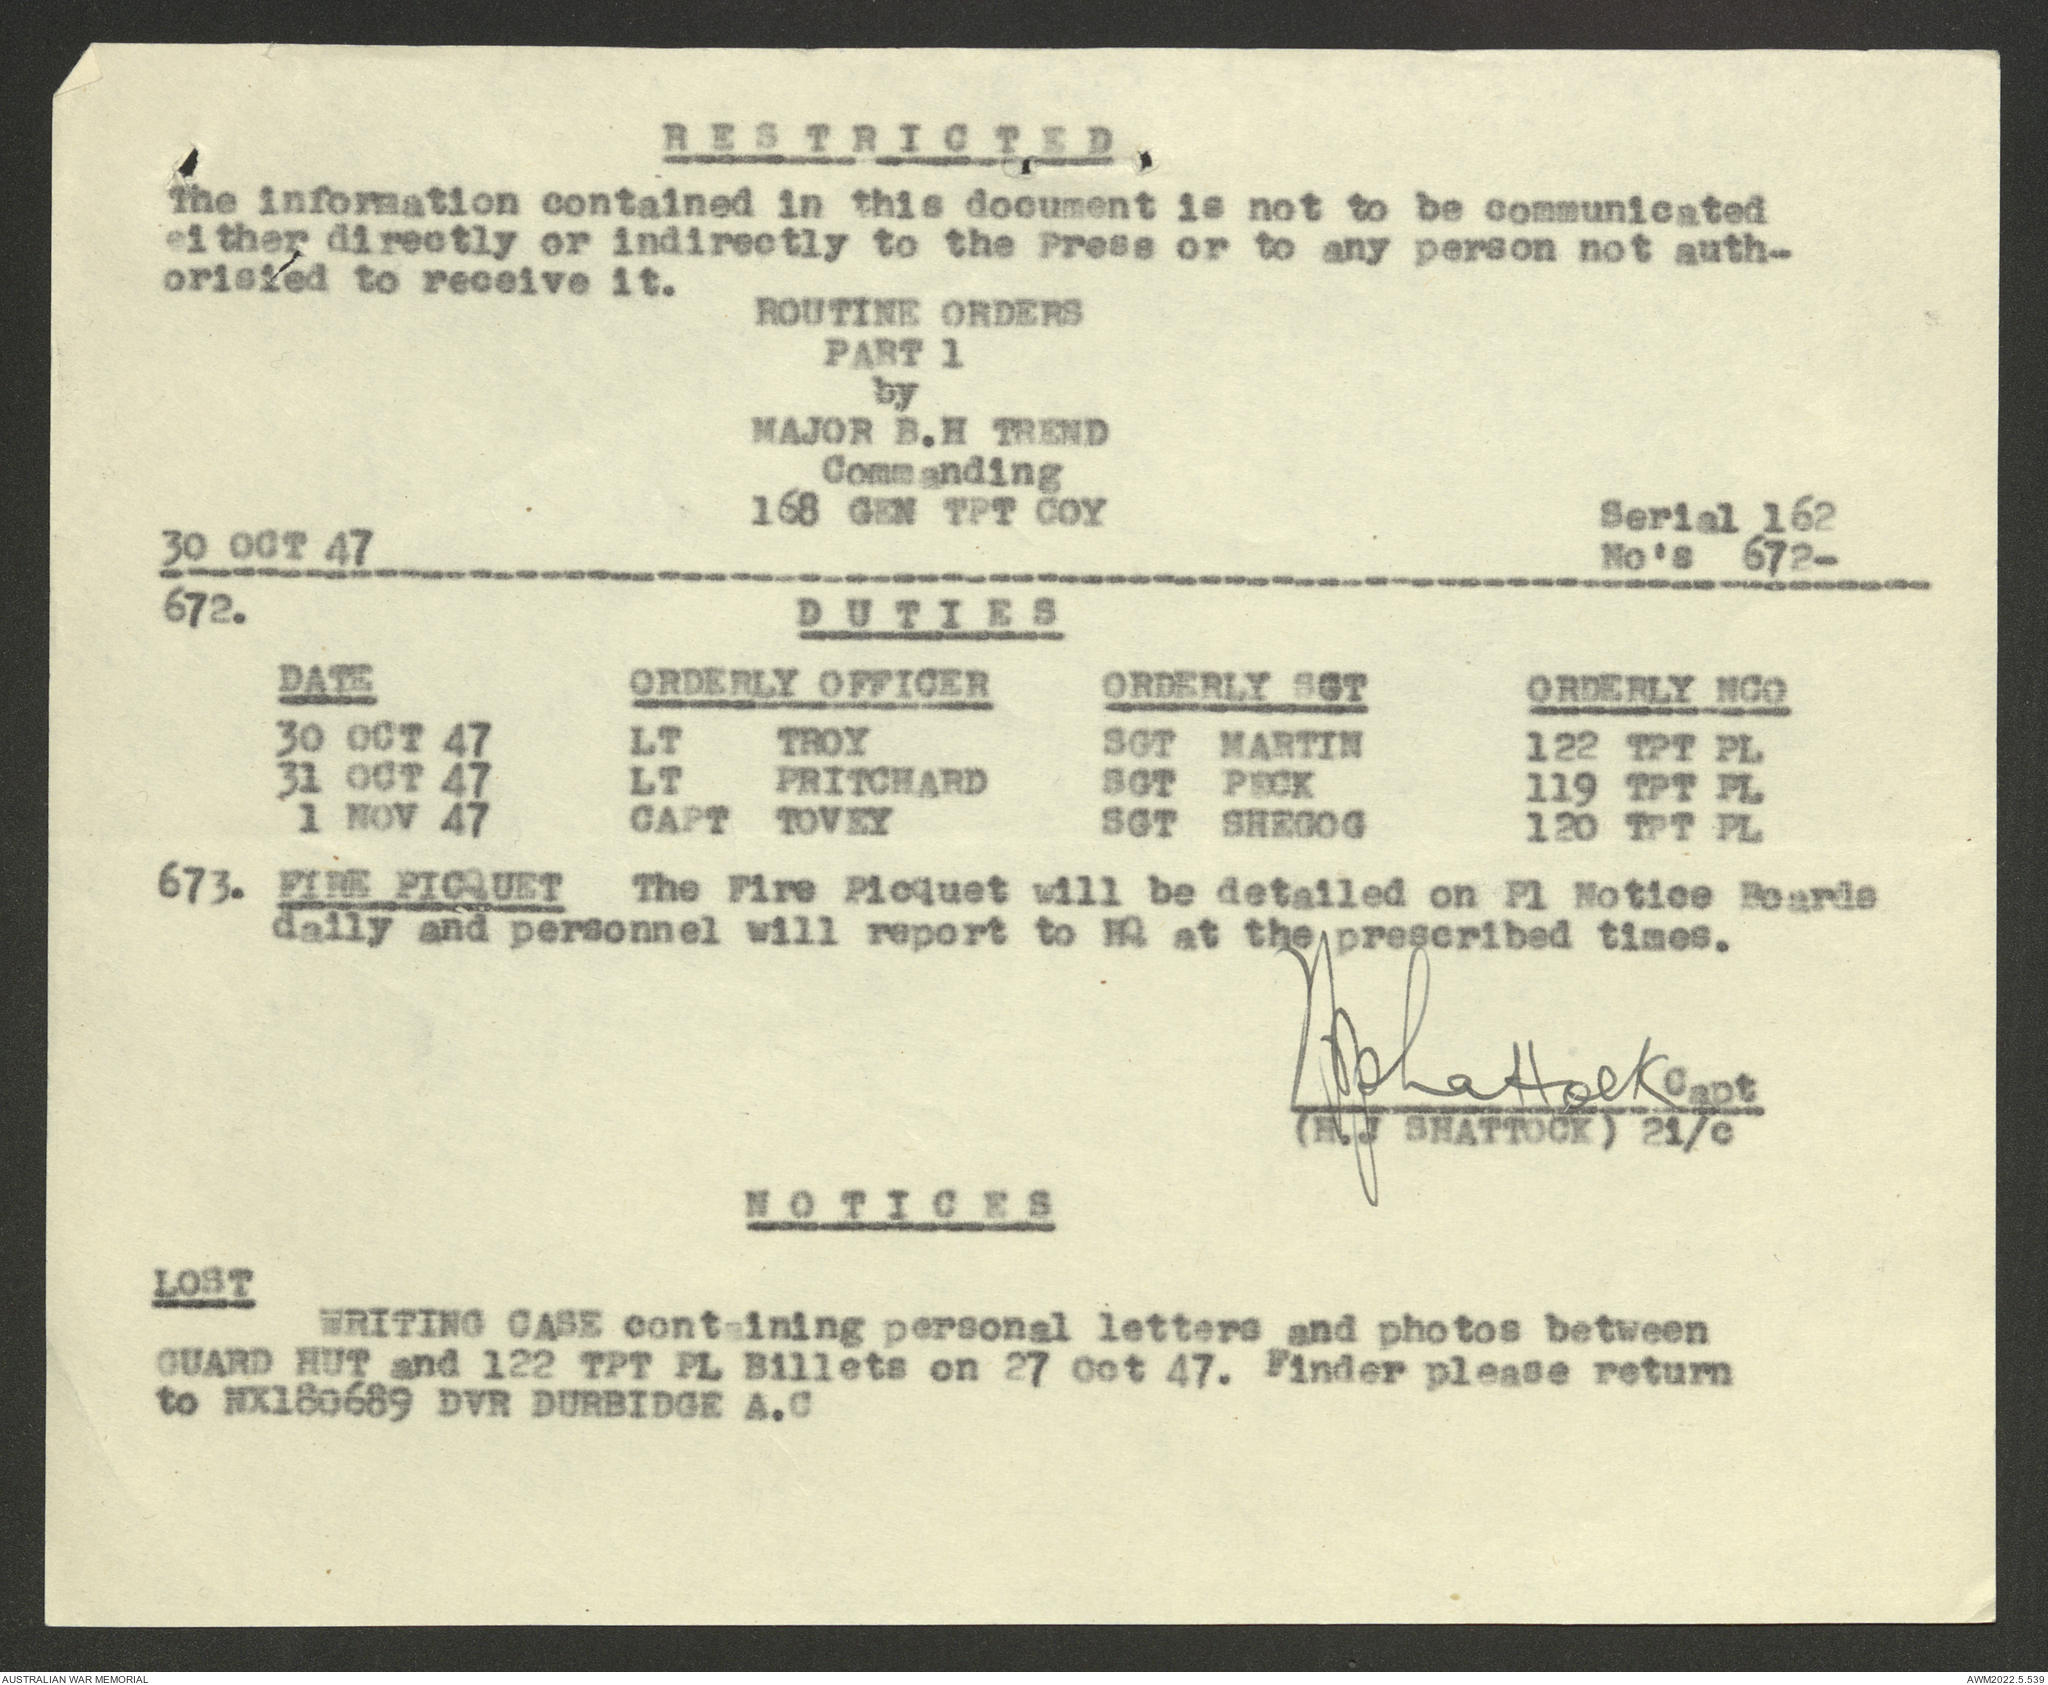 R E S T R I C T E D
The information contained in this document is not to be communicated
either directly or indirectly to the Press or to any person not auth-
orisied to receive it.
ROUTINE ORDERS
PART 1
by
MAJOR B.H TREND
Commanding
168 GEN TPT COY
Serial 162
30 OCT 47 No's 672-
672. D U T I E S
DATE ORDERLY OFFICER ORDERLY SGT ORDERLY NCO
30 OCT 47 LT TROY SGT MARTIN 122 TPT PL
31 OCT 47 LT PRITCHARD SGT PECK 119 TPT PL
1 NOV 47 CAPT TOVEY SGT SHEGOG 120 TPT PL
673. FIRE PICQUET The Fire Picquet will be detailed on Pl Notice Boards
daily and personnel will report to HQ at the prescribed times.
HJShattock Capt
(H.J SHATTOCK) 2i/c
N O T I C E S
LOST
WRITING CASE containing personal letters and photos between
GUARD HUT and 122 TPT PL Billets on 27 Oct 47. Finder please return
to NX180689 DVR DURBIDGE A.C
AUSTRALIAN WAR MEMORIAL AWM2022.5.539